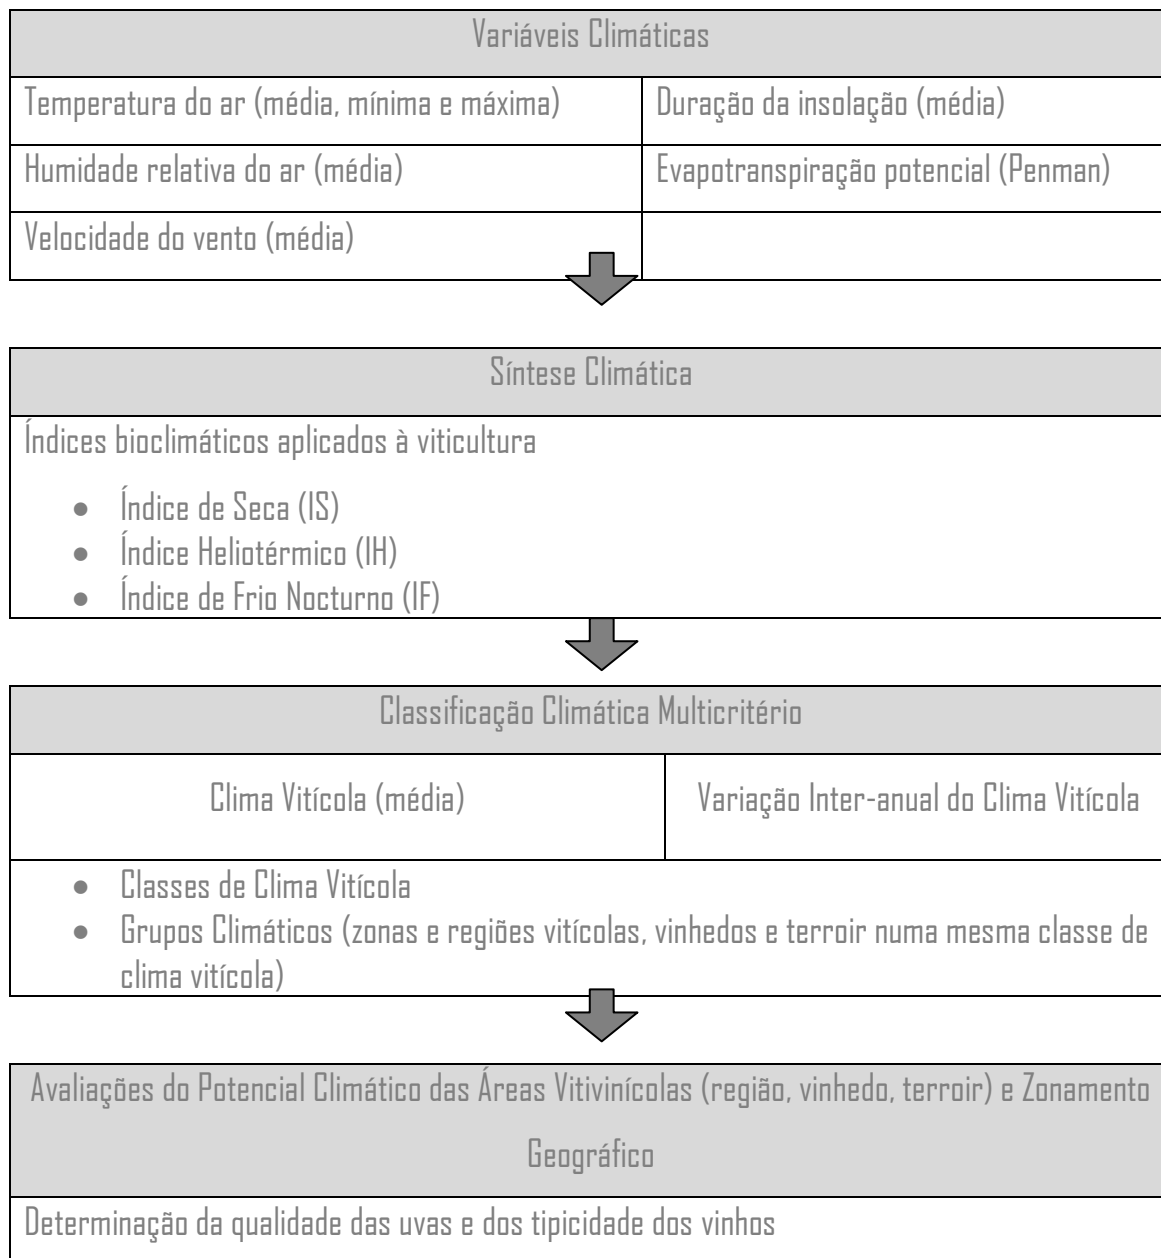 Variáveis Climáticas
Temperatura do ar (média, mínima e máxima)
Duração da insolação (média)
Humidade relativa do ar (média)
Evapotranspiração potencial (Penman)
Velocidade do vento (média)
Síntese Climática
Índices bioclimáticos aplicados à viticultura
● Índice de Seca (IS)
● Índice Heliotérmico (IH)
● Índice de Frio Nocturno (IF)
Classificação Climática Multicritério
Clima Vitícola (média)
Variação Inter-anual do Clima Vitícola
● Classes de Clima Vitícola
● Grupos Climáticos (zonas e regiões vitícolas, vinhedos e terroir numa mesma classe de
clima vitícola)
Avaliações do Potencial Climático das Áreas Vitivinícolas (região, vinhedo, terroir) e Zonamento
Geográfico
Determinação da qualidade das uvas e dos tipicidade dos vinhos